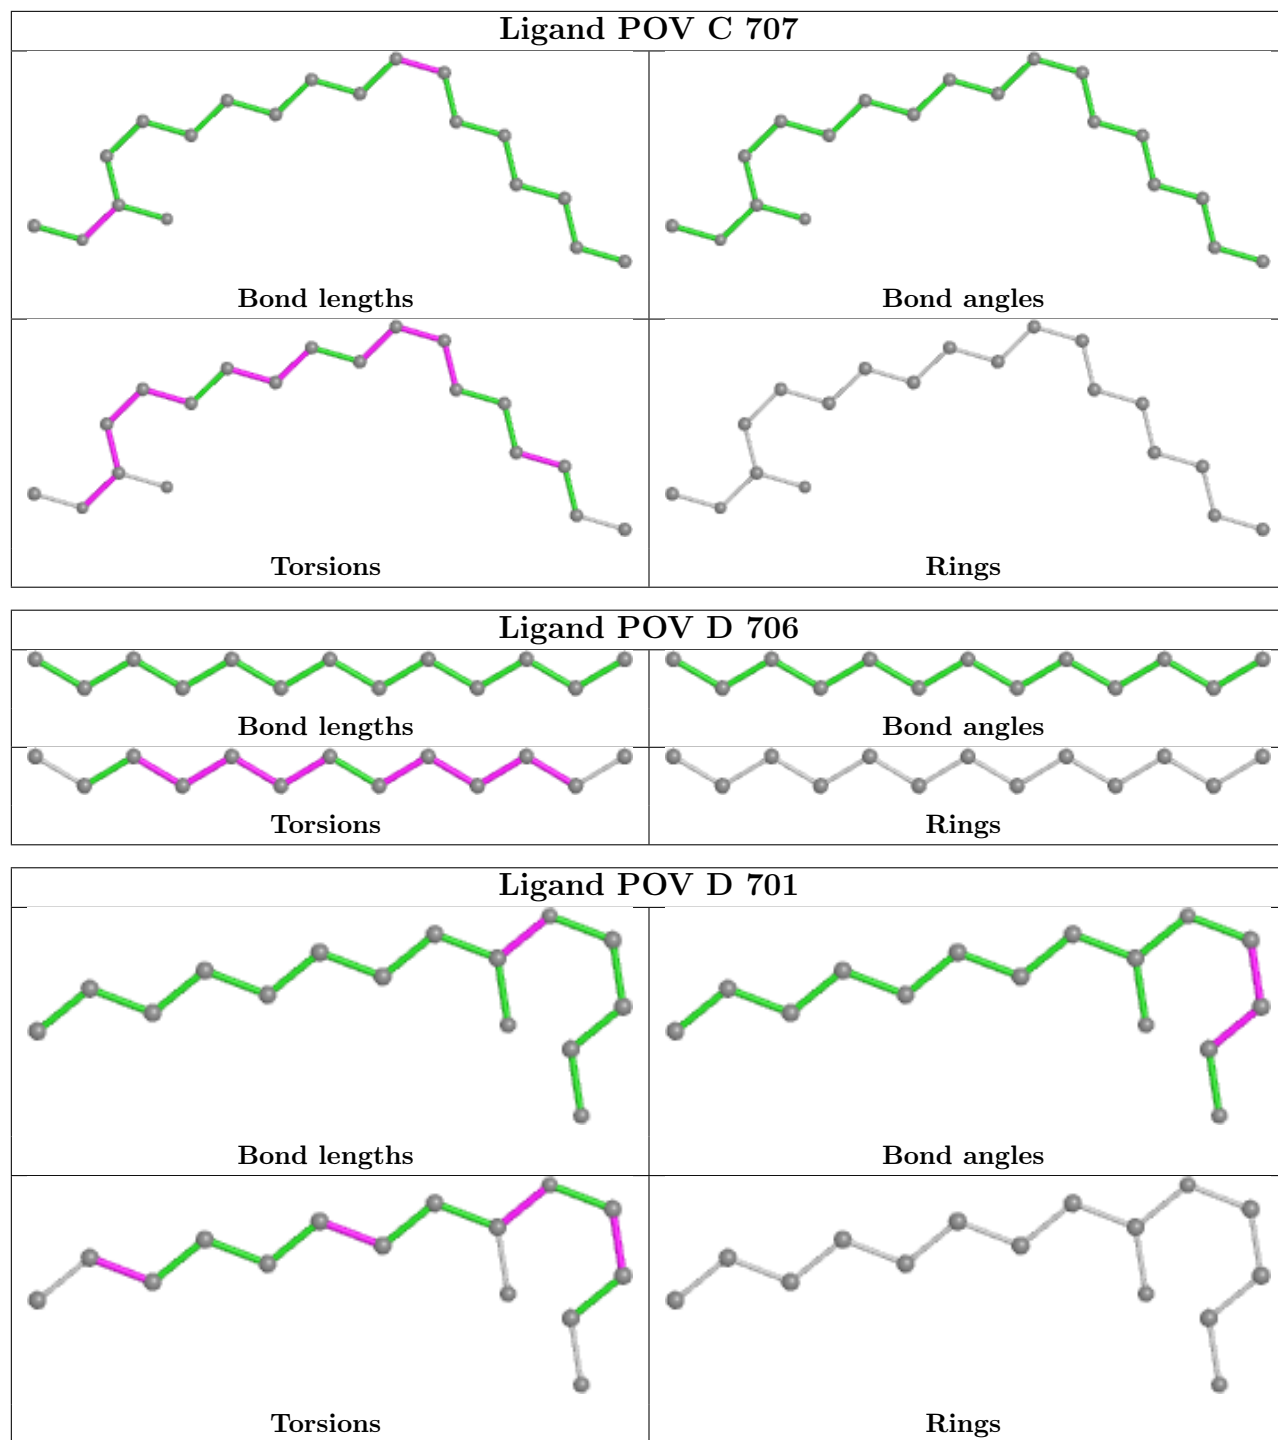 Ligand POV C 707
Bond lengths
Bond angles
Torsions
Rings
Ligand POV D 706
Bond lengths
Bond angles
Torsions
Rings
Ligand POV D 701
Bond lengths
Bond angles
Torsions
Rings